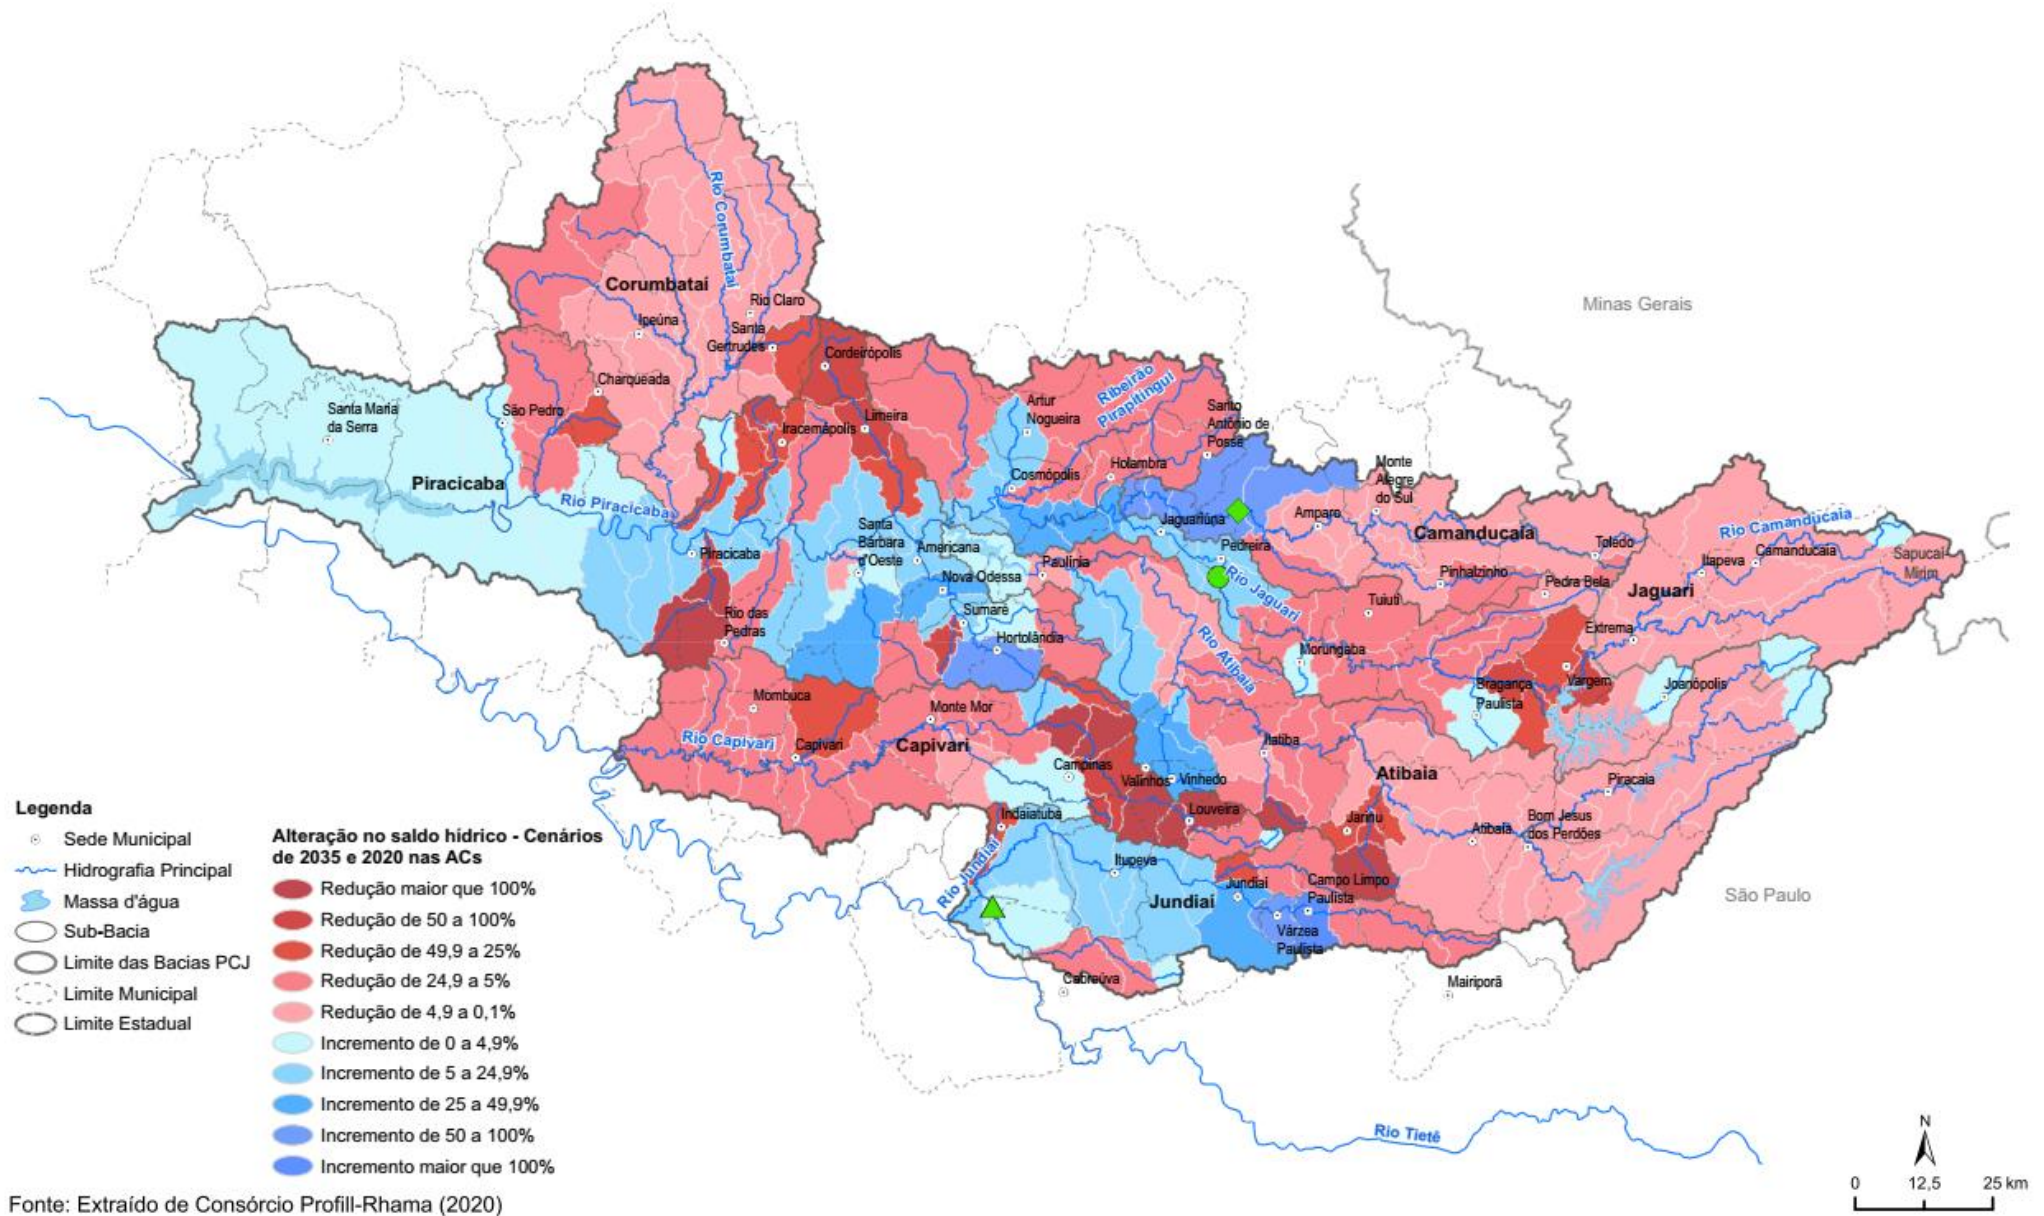 Rio Corumbataí
Corumbataí
Rio Claro
Ipeúna
Santa
Gertrudes
Cordeirópolis
Charqueada
São Pedro
Santa Maria
da Serra
Iracemápolis
Limeira
Artur
Nogueira
Ribeirão
Pirapitingui
Santo
Antônio de
Posse
Minas Gerais
Piracicaba
Rio Piracicaba
Cosmópolis
Holambra
Monte
Alegre
do Sul
Jaguariúna
Amparo
Camanducaia
Rio Camanducaia
Piracicaba
Santa
Bárbara
d'Oeste
Americana
Paulínia
Pedreira
Toledo
Itapeva
Camanducaia
Sapucaí-
Mirim
Nova Odessa
Rio Jaguari
Pinhalzinho
Pedra Bela
Jaguari
Rio das
Pedras
Sumaré
Hortolândia
Tuiuti
Extrema
Rio Atibaia
Morungaba
Mombuca
Monte Mor
Bragança
Paulista
Vargem
Joanópolis
Rio Capivari
Capivari
Capivari
Itatiba
Campinas
Valinhos
Vinhedo
Atibaia
Piracaia
Louveira
Indaiatuba
Jarinu
Atibaia
Bom Jesus
dos Perdões
Rio Jundiaí
Itupeva
Jundiaí
Jundiaí
Campo Limpo
Paulista
Várzea
Paulista
São Paulo
Cabreúva
Mairiporã
Rio Tietê
Legenda
Sede Municipal
Hidrografia Principal
Massa d'água
Sub-Bacia
Limite das Bacias PCJ
Limite Municipal
Limite Estadual
Alteração no saldo hídrico - Cenários
de 2035 e 2020 nas ACs
Redução maior que 100%
Redução de 50 a 100%
Redução de 49,9 a 25%
Redução de 24,9 a 5%
Redução de 4,9 a 0,1%
Incremento de 0 a 4,9%
Incremento de 5 a 24,9%
Incremento de 25 a 49,9%
Incremento de 50 a 100%
Incremento maior que 100%
N
0 12,5 25 km
Fonte: Extraído de Consórcio Profill-Rhama (2020)